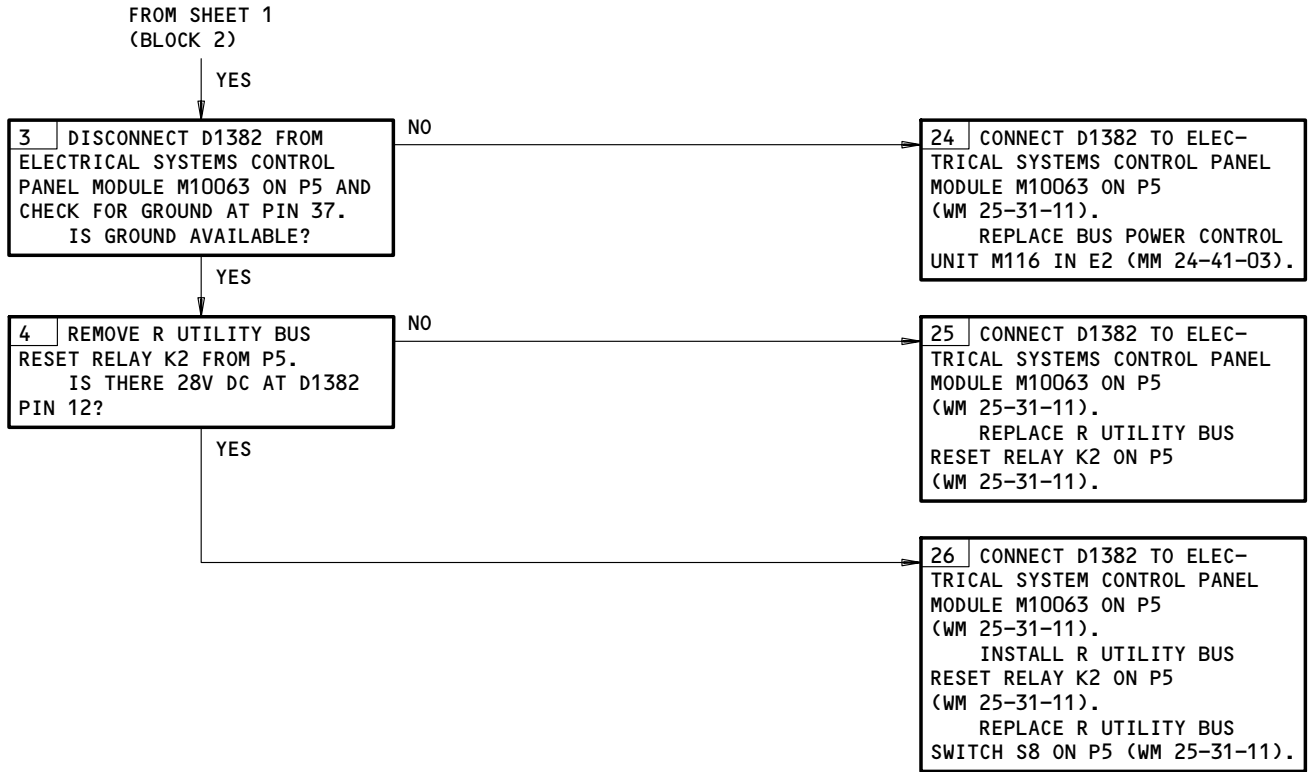 FROM SHEET 1
(BLOCK 2)
YES
3 DISCONNECT D1382 FROM
ELECTRICAL SYSTEMS CONTROL
PANEL MODULE M10063 ON P5 AND
CHECK FOR GROUND AT PIN 37.
IS GROUND AVAILABLE?
NO
24 CONNECT D1382 TO ELEC-
TRICAL SYSTEMS CONTROL PANEL
MODULE M10063 ON P5
(WM 25-31-11).
REPLACE BUS POWER CONTROL
UNIT M116 IN E2 (MM 24-41-03).
YES
4 REMOVE R UTILITY BUS
RESET RELAY K2 FROM P5.
IS THERE 28V DC AT D1382
PIN 12?
NO
25 CONNECT D1382 TO ELEC-
TRICAL SYSTEMS CONTROL PANEL
MODULE M10063 ON P5
(WM 25-31-11).
REPLACE R UTILITY BUS
RESET RELAY K2 ON P5
(WM 25-31-11).
YES
26 CONNECT D1382 TO ELEC-
TRICAL SYSTEM CONTROL PANEL
MODULE M10063 ON P5
(WM 25-31-11).
INSTALL R UTILITY BUS
RESET RELAY K2 ON P5
(WM 25-31-11).
REPLACE R UTILITY BUS
SWITCH S8 ON P5 (WM 25-31-11).